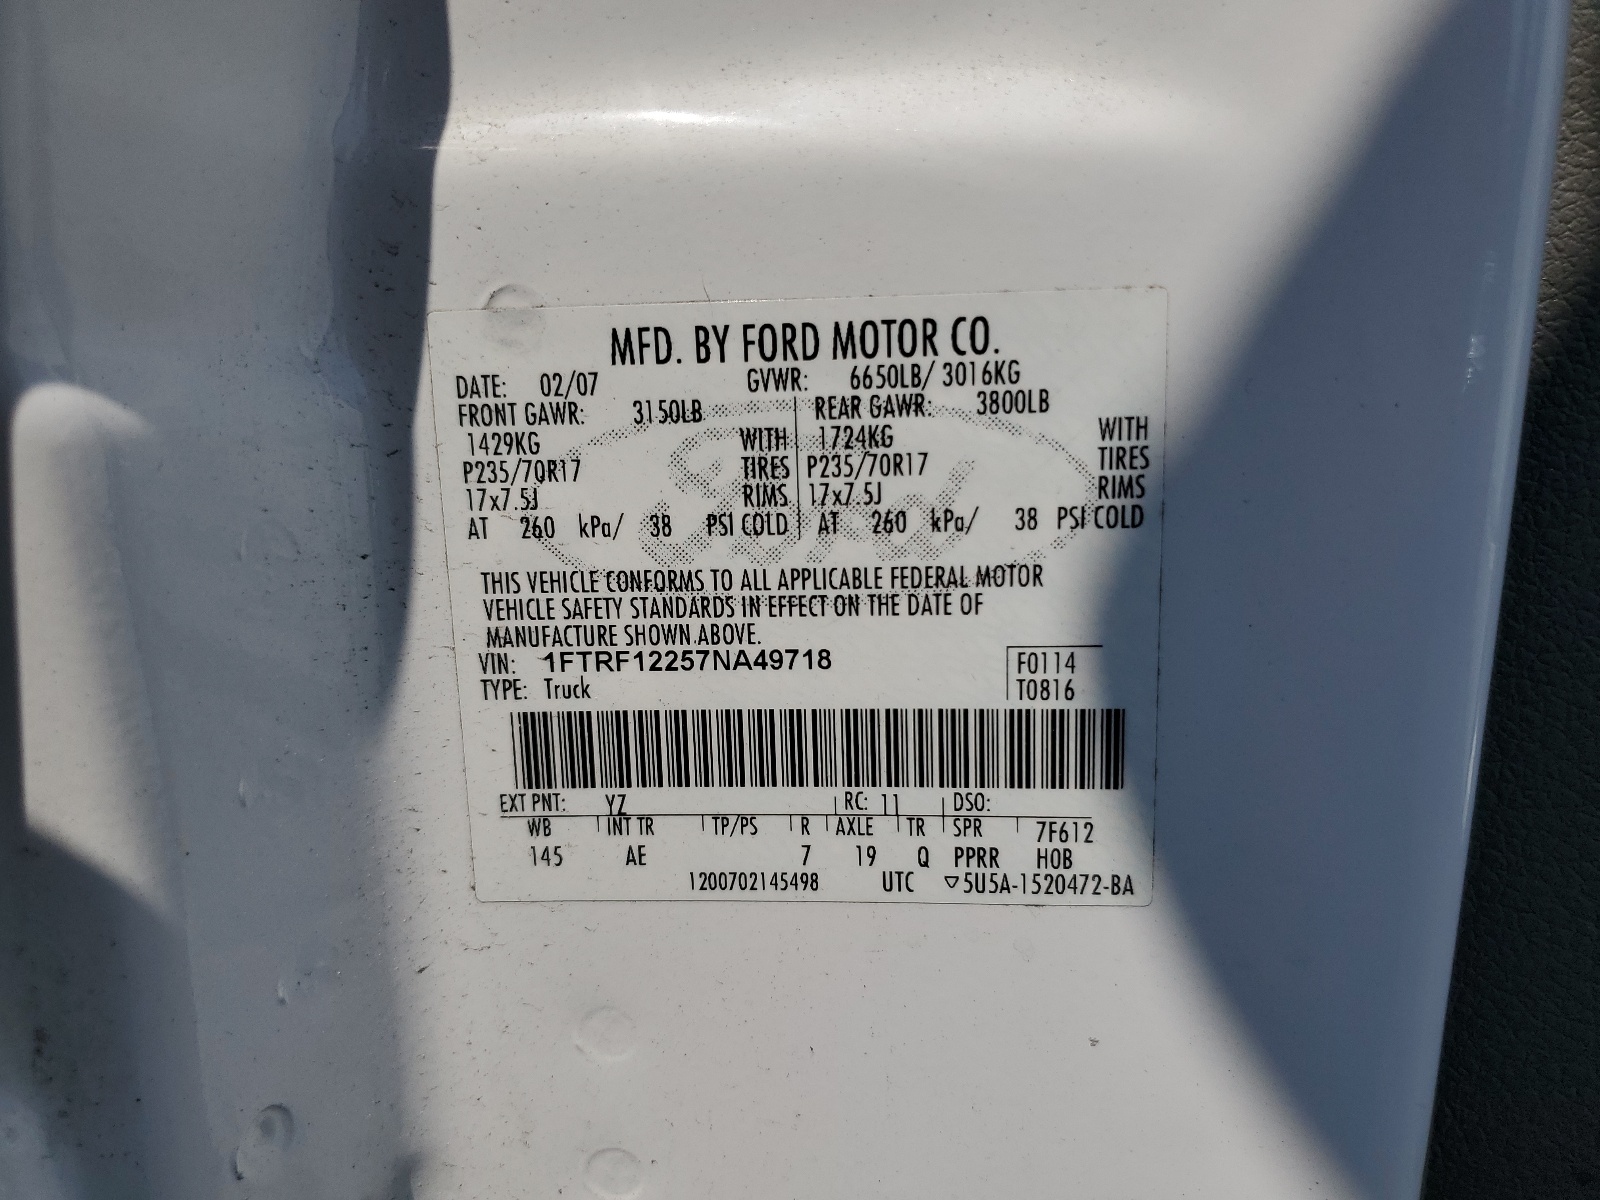 MFD. BY FORD MOTOR CO.
DATE: 02/07 GVWR: 6650LB/ 3016KG
FRONT GAWR: 3150LB REAR GAWR: 3800LB
1429KG WITH 1724KG WITH
P235/70R17 TIRES P235/70R17 TIRES
17x7.5J RIMS 17x7.5J RIMS
AT 260 kPa/ 38 PSI COLD AT 260 kPa/ 38 PSI COLD
Ford
THIS VEHICLE CONFORMS TO ALL APPLICABLE FEDERAL MOTOR
VEHICLE SAFETY STANDARDS IN EFFECT ON THE DATE OF
MANUFACTURE SHOWN ABOVE.
VIN: 1FTRF12257NA49718 F0114
TYPE: Truck T0816
EXT PNT: YZ RC: 11 DSO:
WB INT TR TP/PS R AXLE TR SPR 7F612
145 AE 7 19 Q PPRR HOB
1200702145498 UTC ▽5U5A-1520472-BA